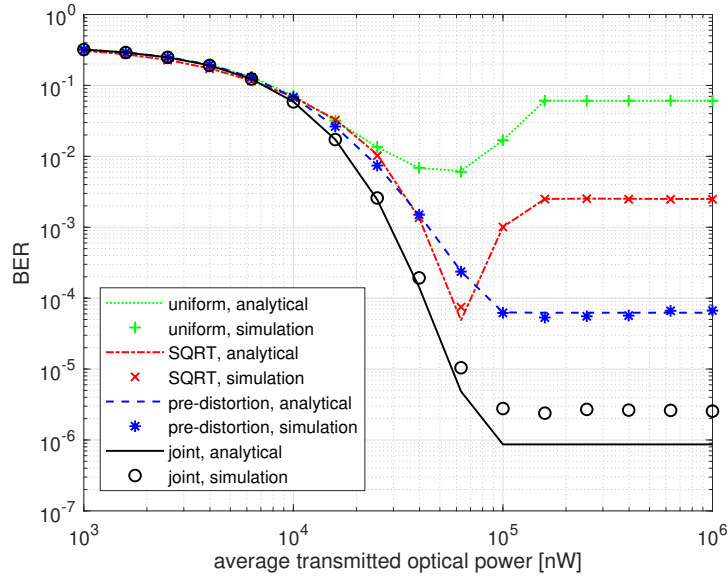 10^0
10^-1
10^-2
10^-3
10^-4
10^-5
10^-6
10^-7
BER
uniform, analytical
uniform, simulation
SQRT, analytical
SQRT, simulation
pre-distortion, analytical
pre-distortion, simulation
joint, analytical
joint, simulation
10^3
10^4
10^5
10^6
average transmitted optical power [nW]